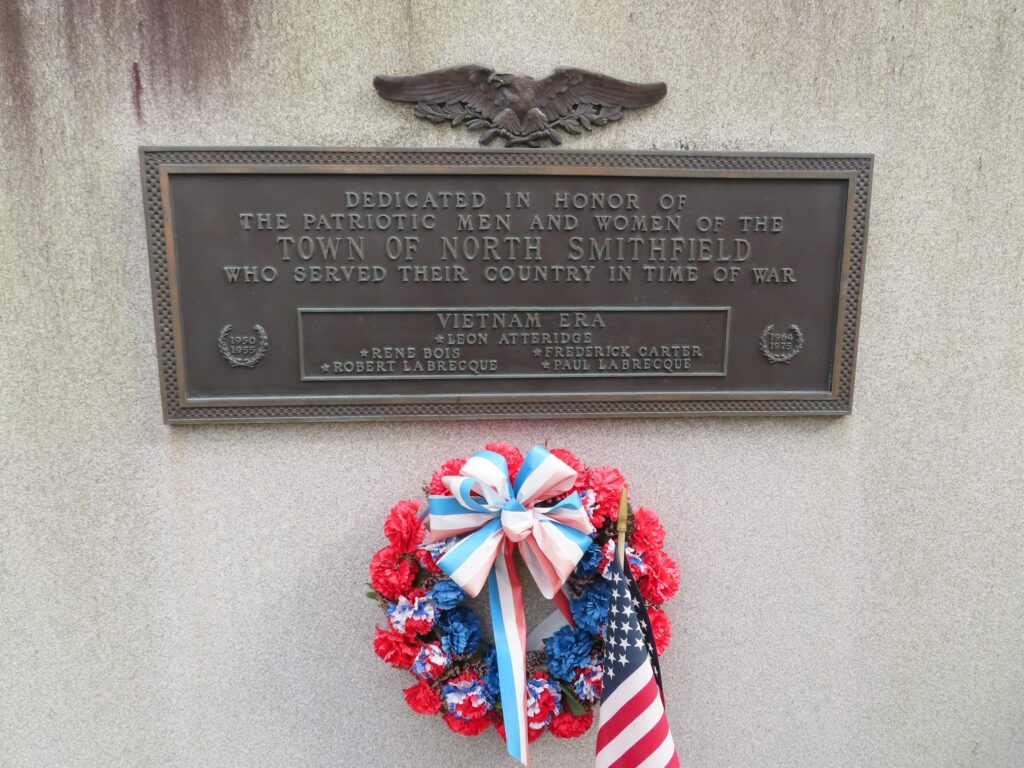 DEDICATED IN HONOR OF
THE PATRIOTIC MEN AND WOMEN OF THE
TOWN OF NORTH SMITHFIELD
WHO SERVED THEIR COUNTRY IN TIME OF WAR
VIETNAM ERA
★LEON ATTERIDGE
★RENE BOIS ★FREDERICK CARTER
★ROBERT LABRECQUE ★PAUL LABRECQUE
1950
1955
1964
1975